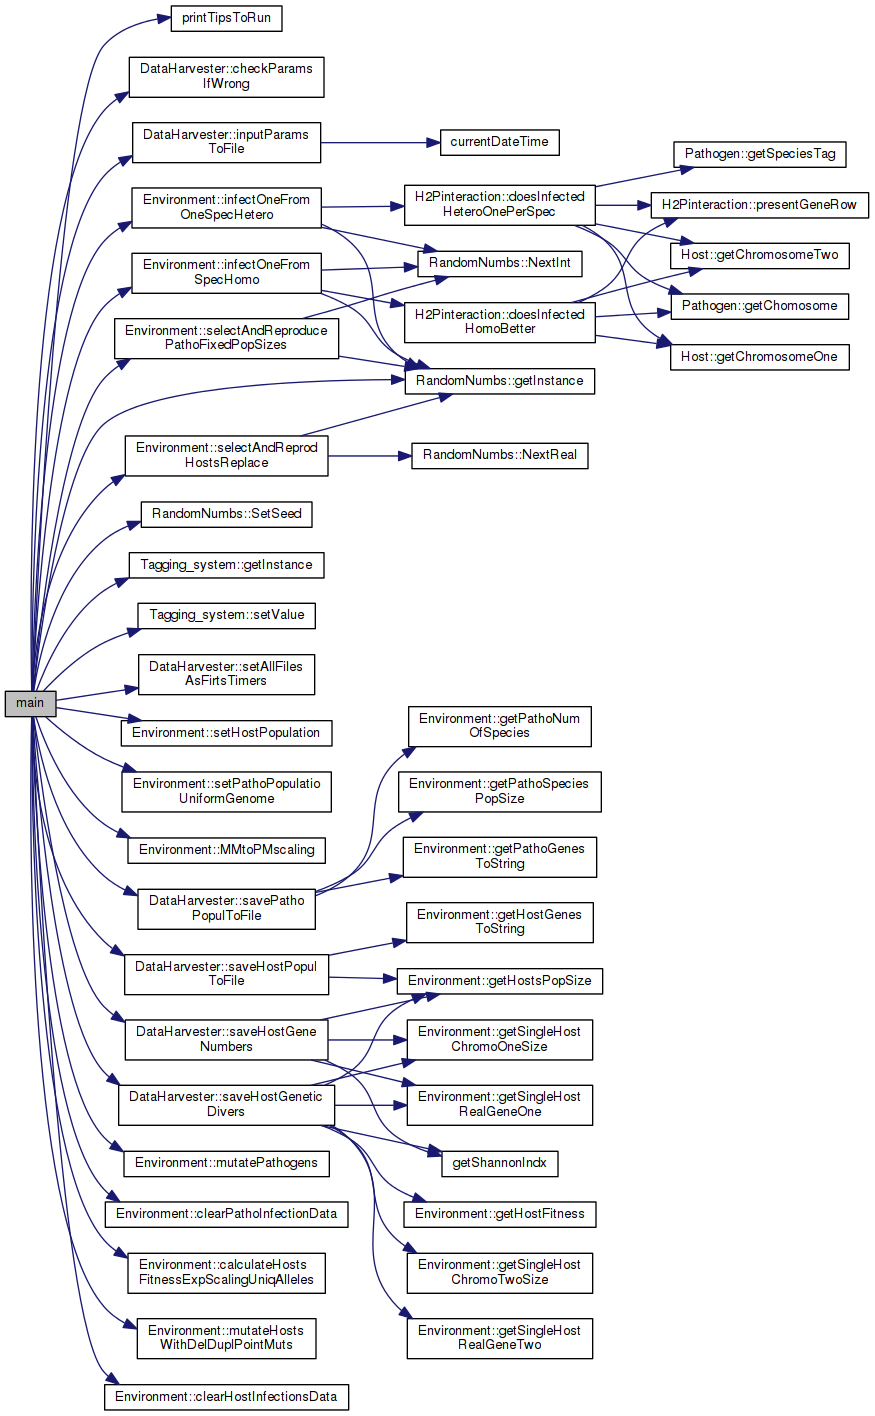 printTipsToRun
DataHarvester::checkParams
IfWrong
DataHarvester::inputParams
ToFile
currentDateTime
Pathogen::getSpeciesTag
Environment::infectOneFrom
OneSpecHetero
H2Pinteraction::doesInfected
HeteroOnePerSpec
H2Pinteraction::presentGeneRow
Host::getChromosomeTwo
Environment::infectOneFrom
SpecHomo
RandomNumbs::NextInt
Pathogen::getChomosome
Environment::selectAndReproduce
PathoFixedPopSizes
H2Pinteraction::doesInfected
HomoBetter
Host::getChromosomeOne
RandomNumbs::getInstance
Environment::selectAndReprod
HostsReplace
RandomNumbs::NextReal
RandomNumbs::SetSeed
Tagging_system::getInstance
Tagging_system::setValue
DataHarvester::setAllFiles
AsFirtsTimers
main
Environment::setHostPopulation
Environment::getPathoNum
OfSpecies
Environment::setPathoPopulatio
UniformGenome
Environment::getPathoSpecies
PopSize
Environment::MMtoPMscaling
Environment::getPathoGenes
ToString
DataHarvester::savePatho
PopulToFile
Environment::getHostGenes
ToString
DataHarvester::saveHostPopul
ToFile
Environment::getHostsPopSize
DataHarvester::saveHostGene
Numbers
Environment::getSingleHost
ChromoOneSize
DataHarvester::saveHostGenetic
Divers
Environment::getSingleHost
RealGeneOne
Environment::mutatePathogens
getShannonIndx
Environment::clearPathoInfectionData
Environment::getHostFitness
Environment::calculateHosts
FitnessExpScalingUniqAlleles
Environment::getSingleHost
ChromoTwoSize
Environment::mutateHosts
WithDelDuplPointMuts
Environment::getSingleHost
RealGeneTwo
Environment::clearHostInfectionsData